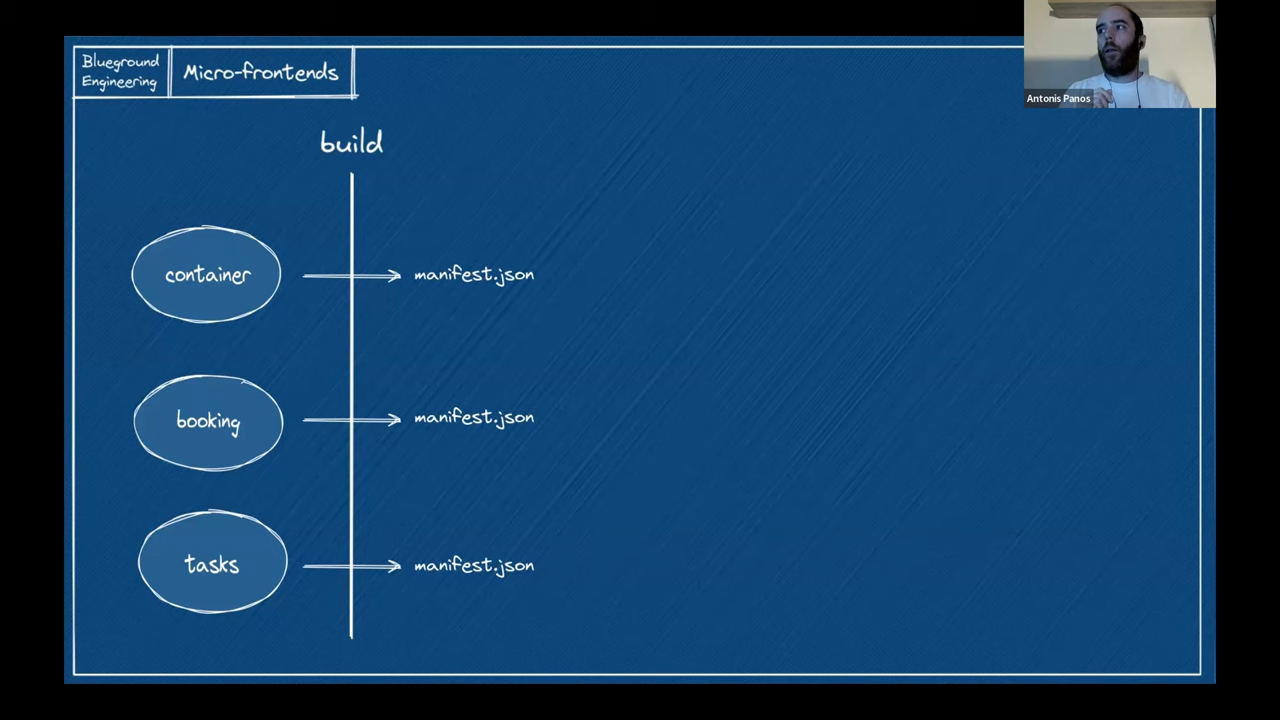 Blueground
Engineering
Micro-frontends
Antonis Panos
build
container
manifest.json
booking
manifest.json
tasks
manifest.json